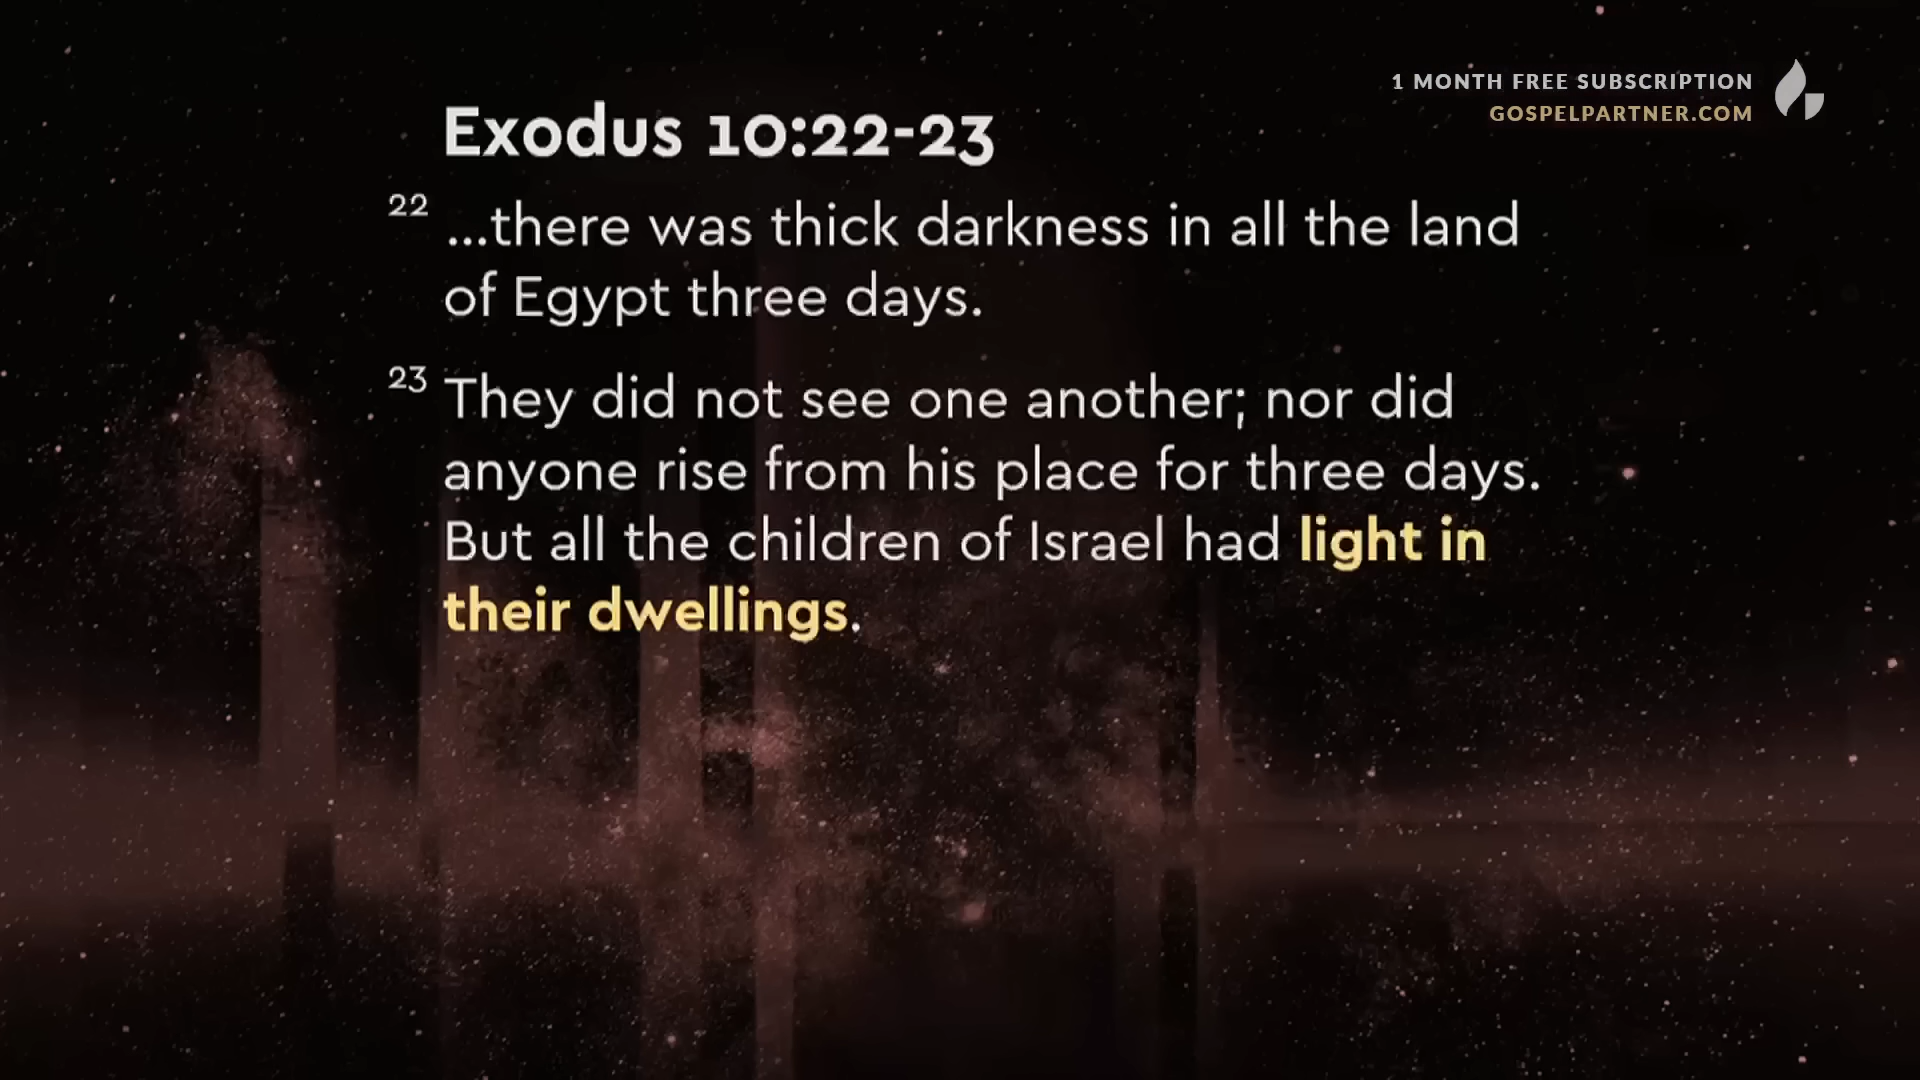 1 MONTH FREE SUBSCRIPTION
GOSPELPARTNER.COM
Exodus 10:22-23
22 ...there was thick darkness in all the land
of Egypt three days.
23 They did not see one another; nor did
anyone rise from his place for three days.
But all the children of Israel had light in
their dwellings.